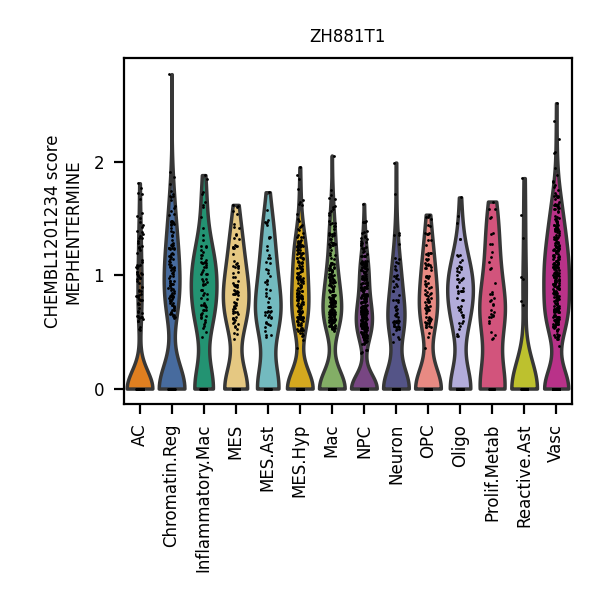 ZH881T1
CHEMBL1201234 score
MEPHENTERMINE
2
1
0
AC
Chromatin.Reg
Inflammatory.Mac
MES
MES.Ast
MES.Hyp
Mac
NPC
Neuron
OPC
Oligo
Prolif.Metab
Reactive.Ast
Vasc